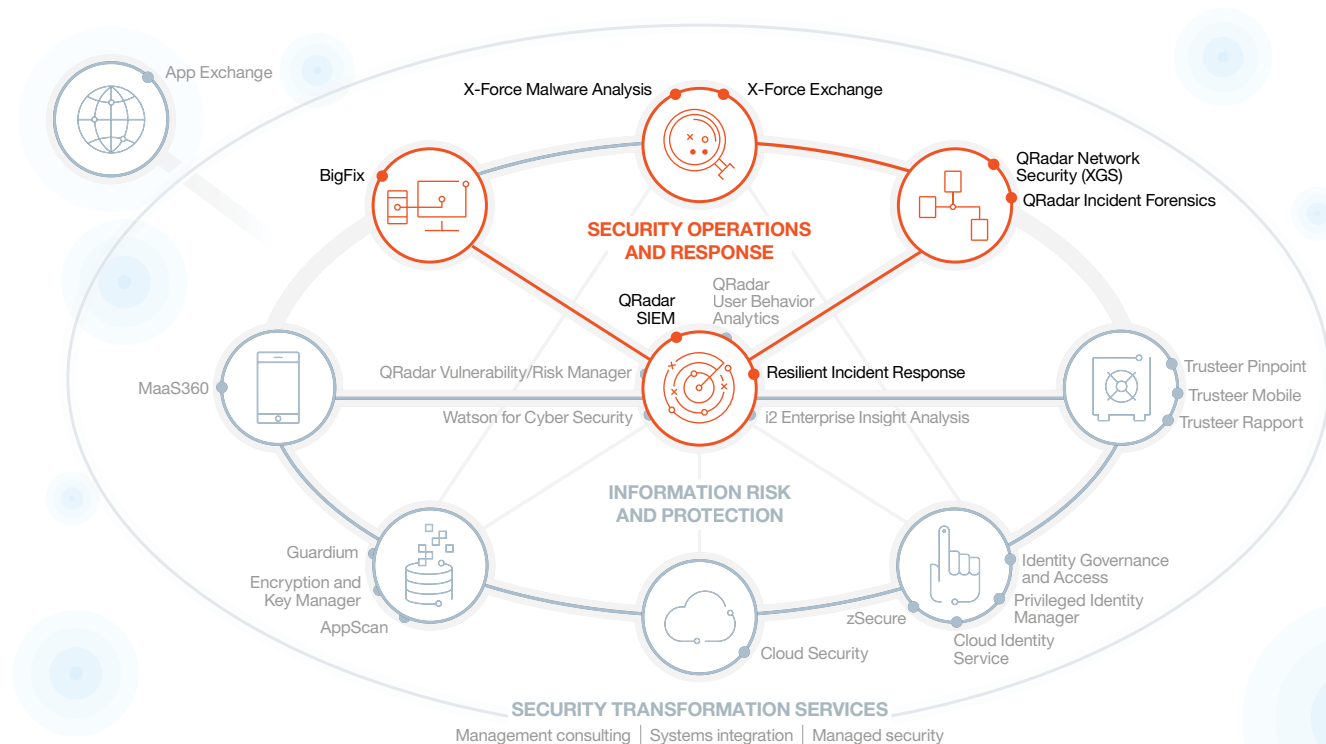 App Exchange
X-Force Malware Analysis
X-Force Exchange
BigFix
QRadar Network
Security (XGS)
QRadar Incident Forensics
SECURITY OPERATIONS
AND RESPONSE
QRadar
SIEM
QRadar
User Behavior
Analytics
MaaS360
QRadar Vulnerability/Risk Manager
Resilient Incident Response
Watson for Cyber Security
i2 Enterprise Insight Analysis
Trusteer Pinpoint
Trusteer Mobile
Trusteer Rapport
INFORMATION RISK
AND PROTECTION
Guardium
Encryption and
Key Manager
AppScan
Identity Governance
and Access
Privileged Identity
Manager
zSecure
Cloud Identity
Service
Cloud Security
SECURITY TRANSFORMATION SERVICES
Management consulting | Systems integration | Managed security